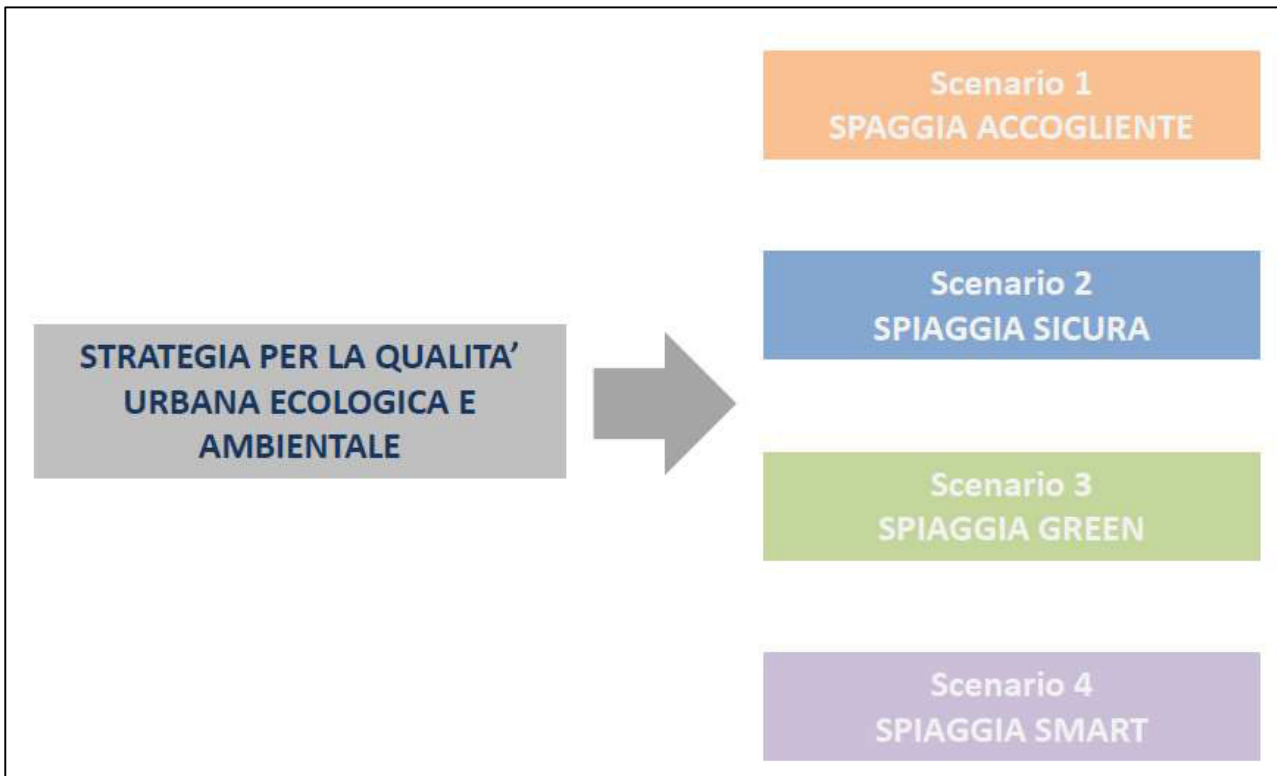 STRATEGIA PER LA QUALITA’
URBANA ECOLOGICA E
AMBIENTALE
Scenario 1
SPAGGIA ACCOGLIENTE
Scenario 2
SPIAGGIA SICURA
Scenario 3
SPIAGGIA GREEN
Scenario 4
SPIAGGIA SMART